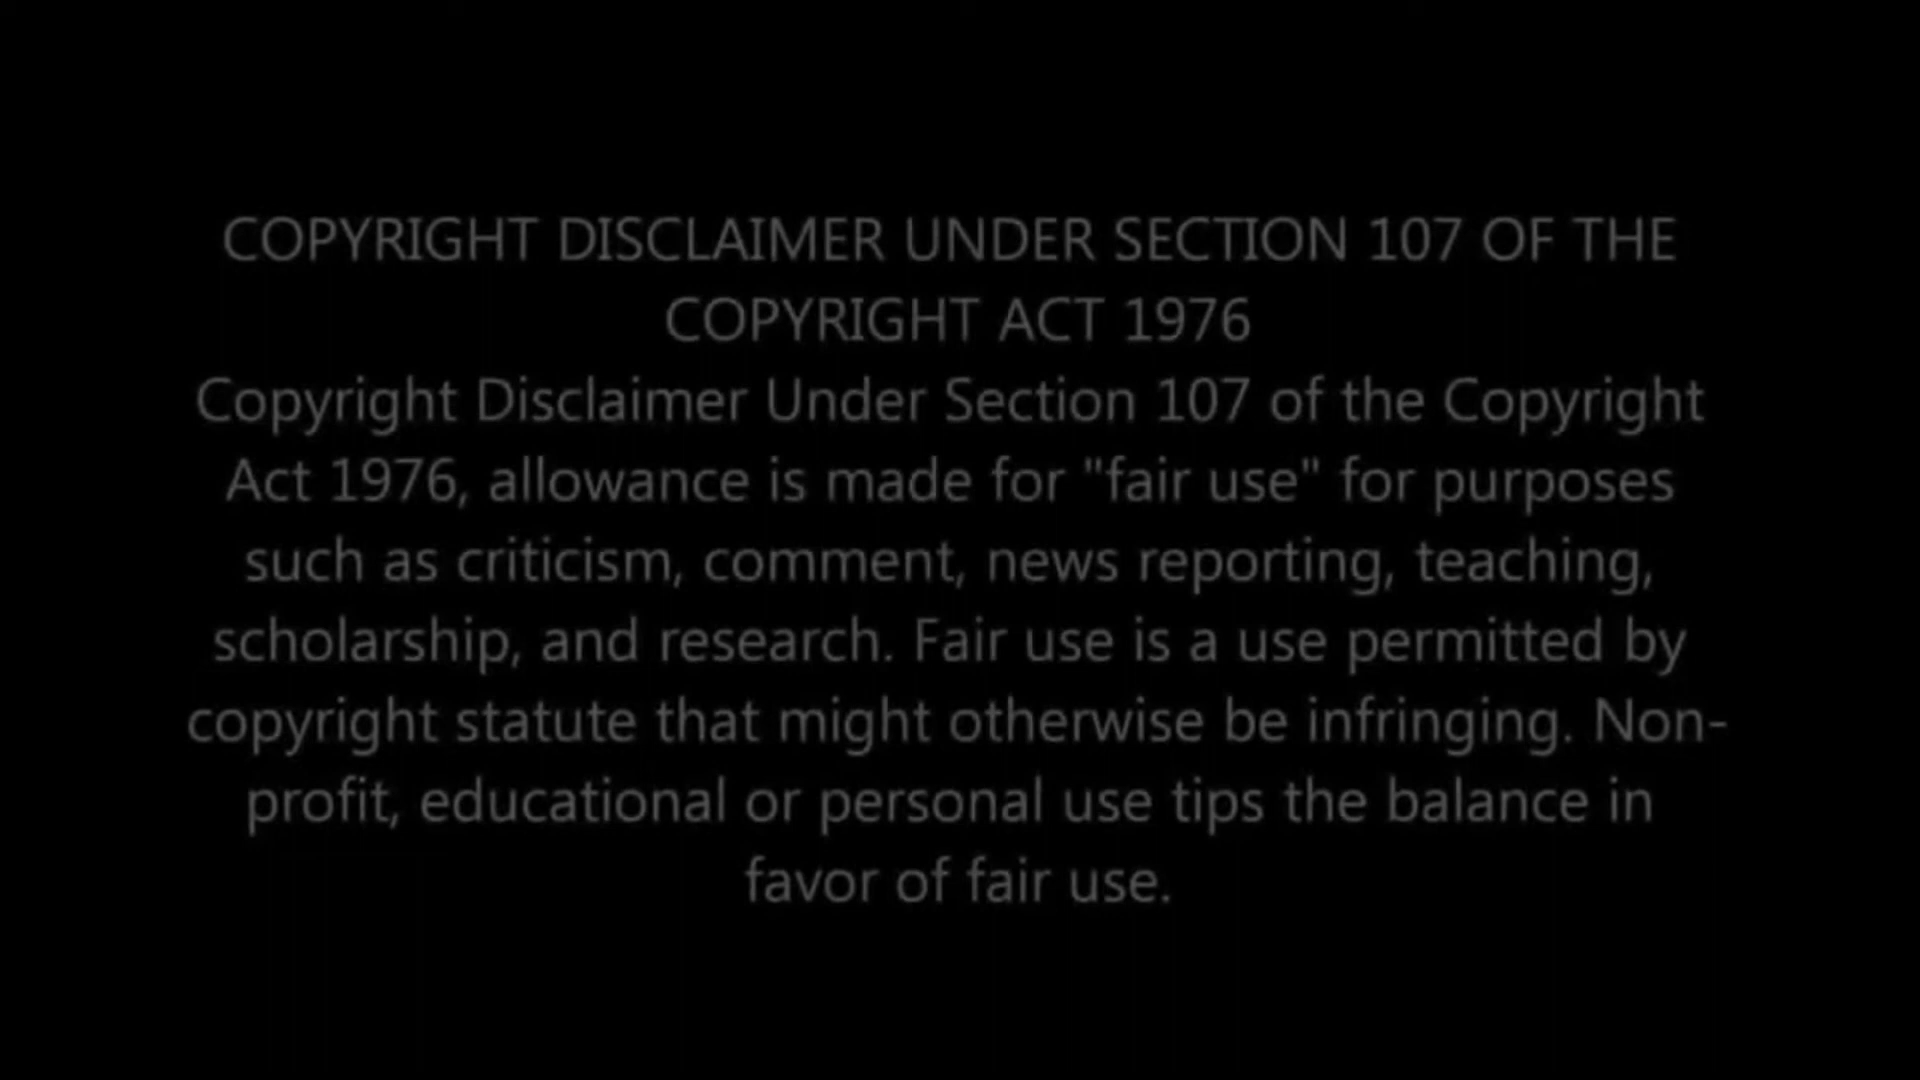 COPYRIGHT DISCLAIMER UNDER SECTION 107 OF THE
COPYRIGHT ACT 1976
Copyright Disclaimer Under Section 107 of the Copyright
Act 1976, allowance is made for "fair use" for purposes
such as criticism, comment, news reporting, teaching,
scholarship, and research. Fair use is a use permitted by
copyright statute that might otherwise be infringing. Non-
profit, educational or personal use tips the balance in
favor of fair use.